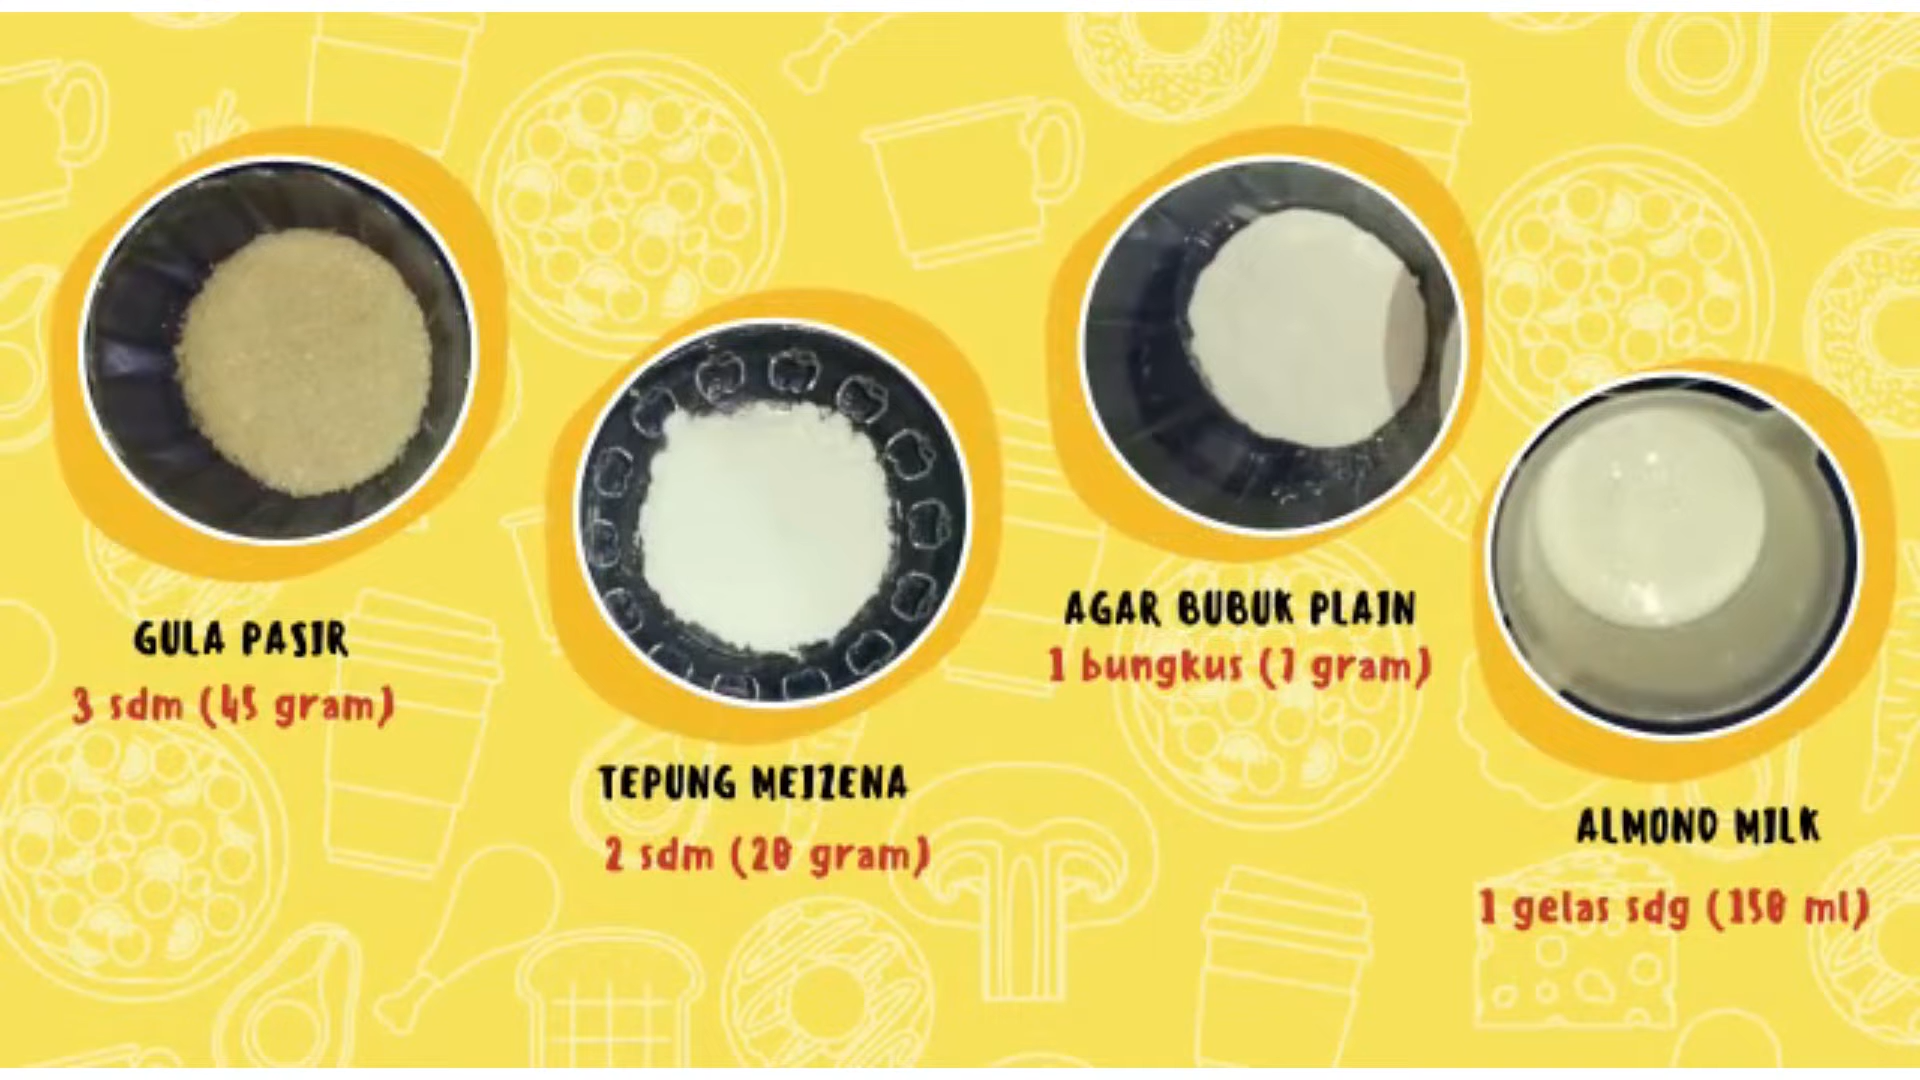 GULA PASIR
3 sdm (45 gram)
TEPUNG MEIZENA
2 sdm (20 gram)
AGAR BUBUK PLAIN
1 bungkus (7 gram)
ALMOND MILK
1 gelas sdg (150 ml)